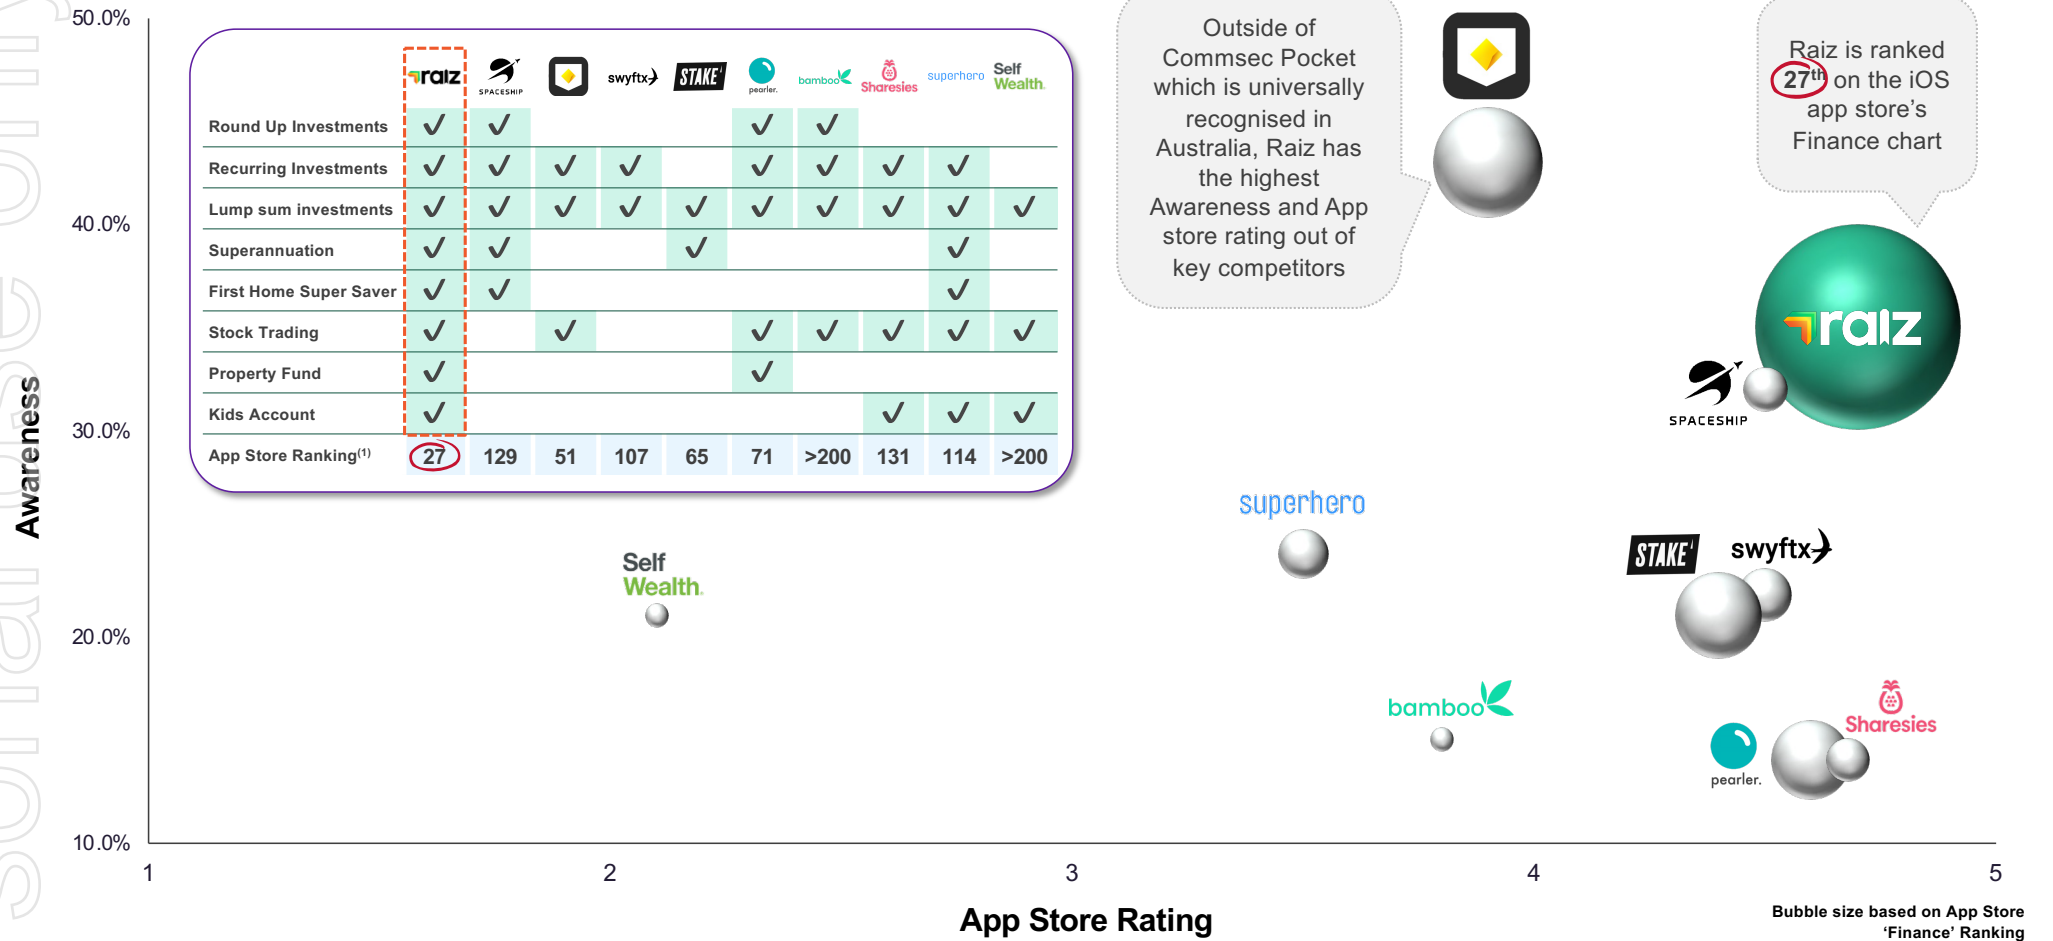 50.0%
40.0%
30.0%
20.0%
10.0%
Awareness
raiz SPACESHIP swyftx STAKE pearler. bamboo Sharesies superhero Self Wealth.
Round Up Investments ✓ ✓ ✓ ✓
Recurring Investments ✓ ✓ ✓ ✓ ✓ ✓ ✓ ✓
Lump sum investments ✓ ✓ ✓ ✓ ✓ ✓ ✓ ✓ ✓ ✓
Superannuation ✓ ✓ ✓ ✓
First Home Super Saver ✓ ✓ ✓
Stock Trading ✓ ✓ ✓ ✓ ✓ ✓ ✓
Property Fund ✓ ✓
Kids Account ✓ ✓ ✓ ✓
App Store Ranking(1) 27 129 51 107 65 71 >200 131 114 >200
Outside of
Commsec Pocket
which is universally
recognised in
Australia, Raiz has
the highest
Awareness and App
store rating out of
key competitors
Raiz is ranked
27th on the iOS
app store's
Finance chart
raiz
SPACESHIP
superhero
Self
Wealth.
STAKE
swyftx
bamboo
Sharesies
pearler.
1 2 3 4 5
App Store Rating
Bubble size based on App Store
'Finance' Ranking